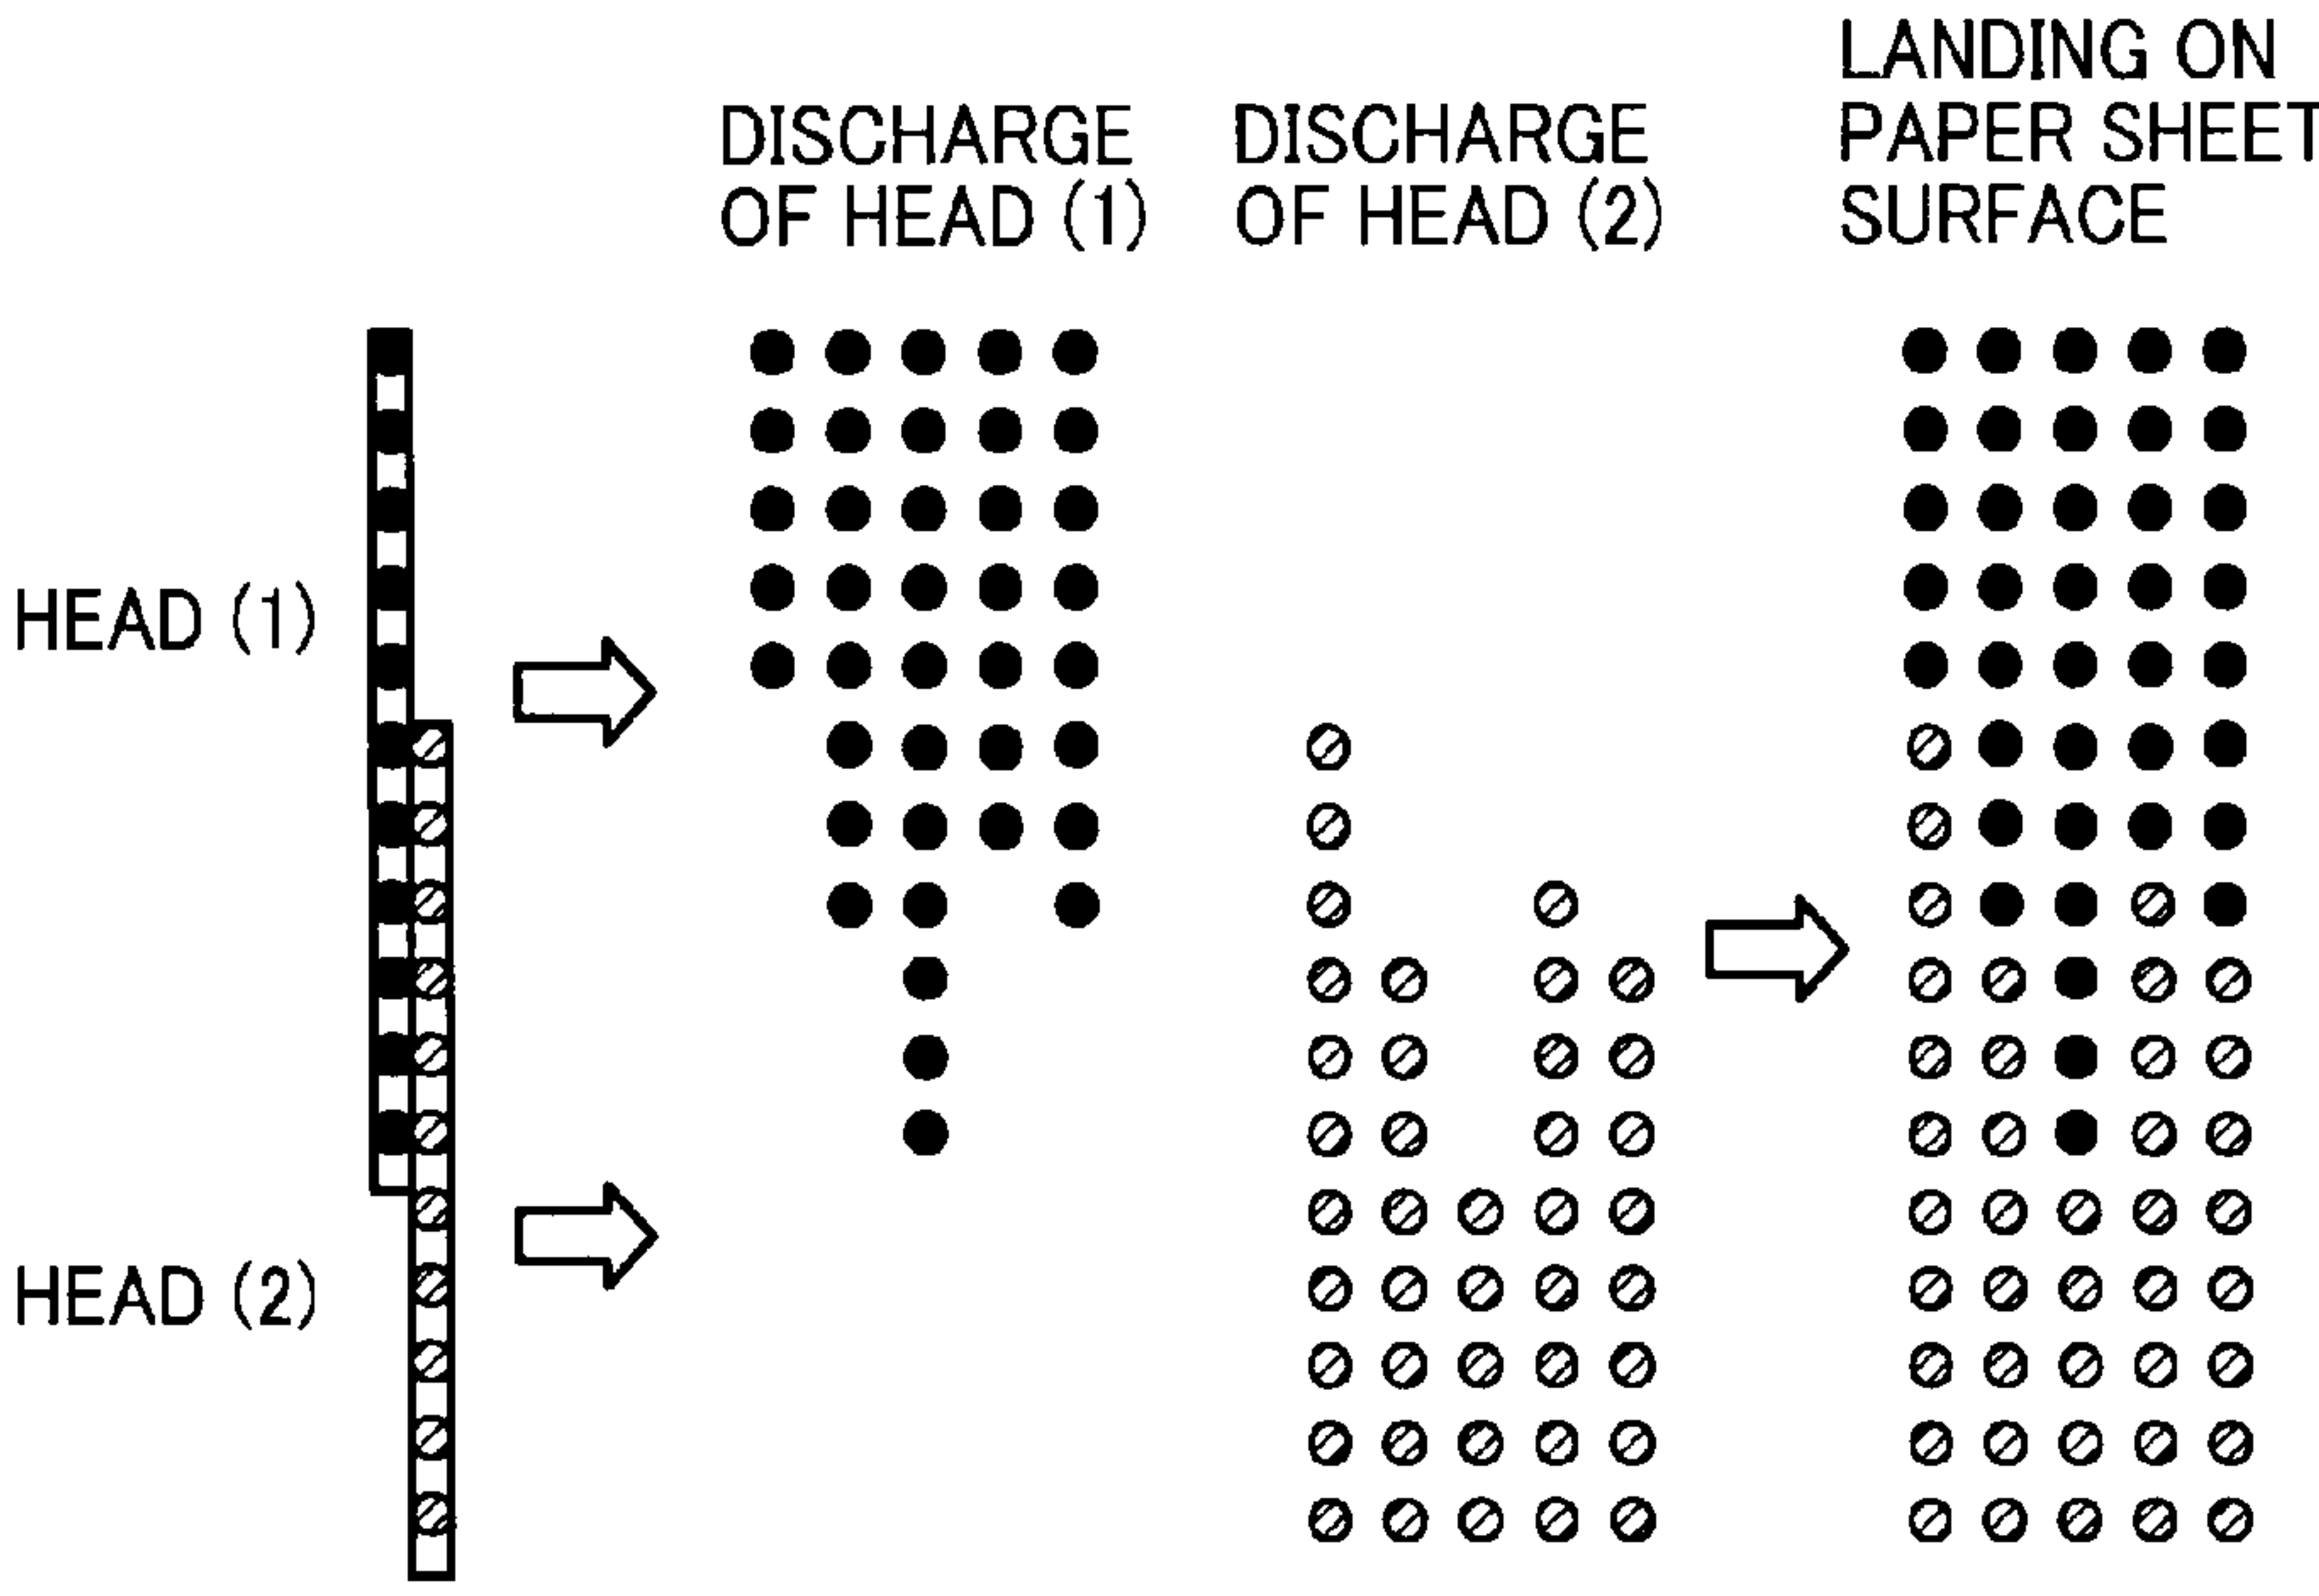 DISCHARGE
OF HEAD (1)
DISCHARGE
OF HEAD (2)
LANDING ON
PAPER SHEET
SURFACE
HEAD (1)
HEAD (2)